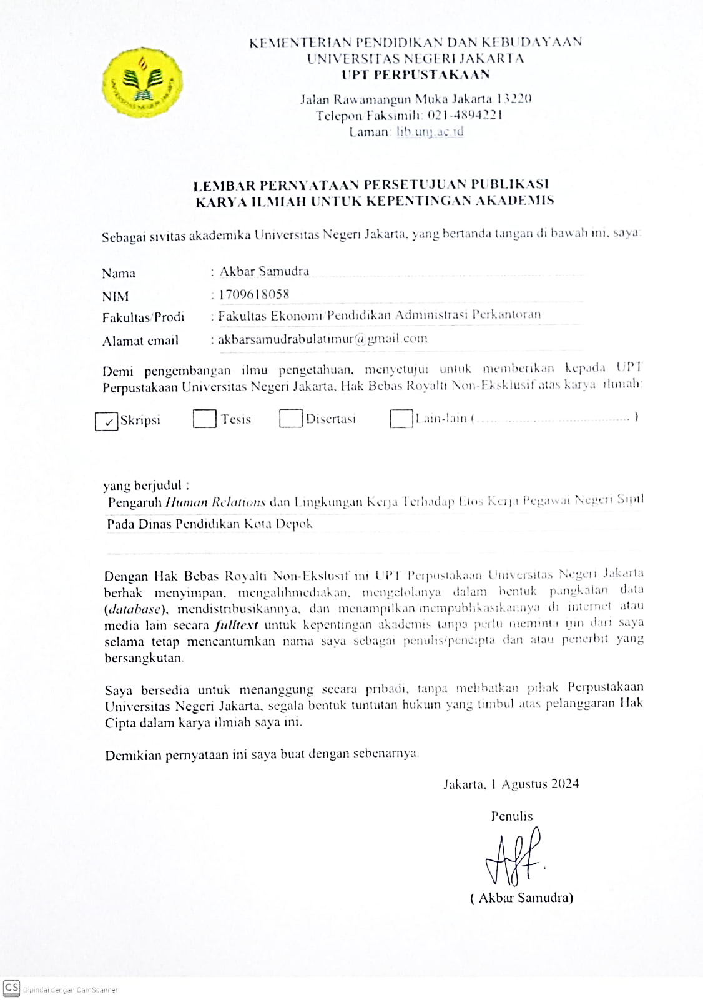 KEMENTERIAN PENDIDIKAN DAN KEBUDAYAAN
UNIVERSITAS NEGERI JAKARTA
UPT PERPUSTAKAAN
Jalan Rawamangun Muka Jakarta 13220
Telepon/Faksimili: 021-4894221
Laman: lib.unj.ac.id
UNIVERSITAS NEGERI JAKARTA
LEMBAR PERNYATAAN PERSETUJUAN PUBLIKASI
KARYA ILMIAH UNTUK KEPENTINGAN AKADEMIS
Sebagai sivitas akademika Universitas Negeri Jakarta, yang bertanda tangan di bawah ini, saya:
Nama : Akbar Samudra
NIM : 1709618058
Fakultas/Prodi : Fakultas Ekonomi/Pendidikan Administrasi Perkantoran
Alamat email : akbarsamudrabulatimur@gmail.com
Demi pengembangan ilmu pengetahuan, menyetujui untuk memberikan kepada UPT
Perpustakaan Universitas Negeri Jakarta, Hak Bebas Royalti Non-Eksklusif atas karya ilmiah:
✓ Skripsi Tesis Disertasi Lain-lain (........................................)
yang berjudul :
Pengaruh Human Relations dan Lingkungan Kerja Terhadap Etos Kerja Pegawai Negeri Sipil
Pada Dinas Pendidikan Kota Depok
Dengan Hak Bebas Royalti Non-Ekslusif ini UPT Perpustakaan Universitas Negeri Jakarta
berhak menyimpan, mengalihmediakan, mengelolanya dalam bentuk pangkalan data
(database), mendistribusikannya, dan menampilkan/mempublikasikannya di internet atau
media lain secara fulltext untuk kepentingan akademis tanpa perlu meminta ijin dari saya
selama tetap mencantumkan nama saya sebagai penulis/pencipta dan atau penerbit yang
bersangkutan.
Saya bersedia untuk menanggung secara pribadi, tanpa melibatkan pihak Perpustakaan
Universitas Negeri Jakarta, segala bentuk tuntutan hukum yang timbul atas pelanggaran Hak
Cipta dalam karya ilmiah saya ini.
Demikian pernyataan ini saya buat dengan sebenarnya.
Jakarta, 1 Agustus 2024
Penulis
( Akbar Samudra)
CS Dipindai dengan CamScanner